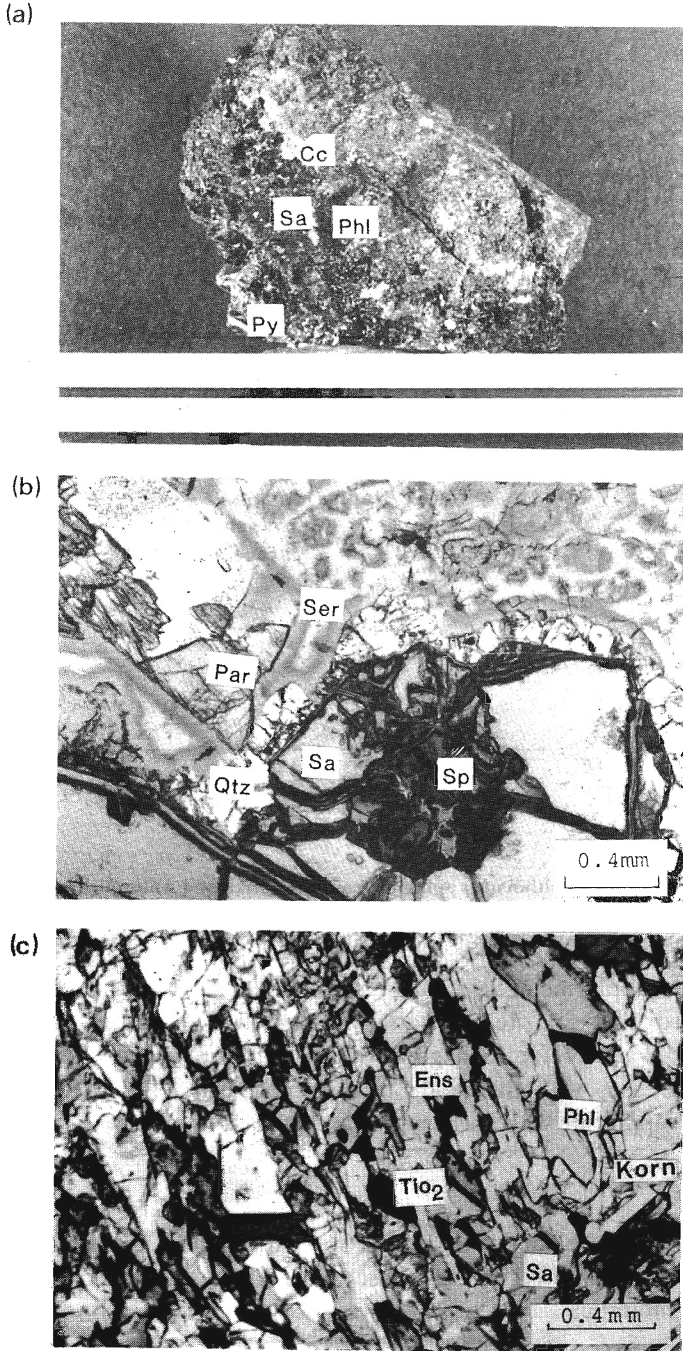 (a)
Cc
Sa
Phl
Py
(b)
Ser
Par
Sa
Sp
Qtz
0.4mm
(c)
Ens
Phl
Korn
TiO2
Sa
0.4mm